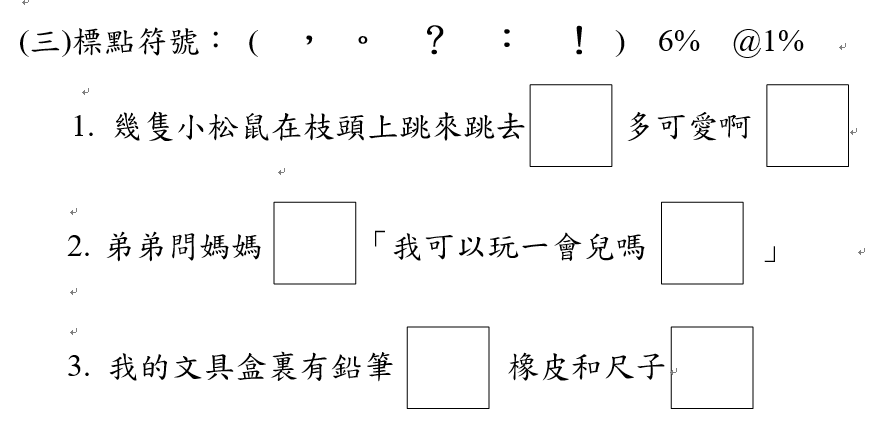 (三)標點符號：( ， 。 ？ ： ！ ) 6% @1%
1. 幾隻小松鼠在枝頭上跳來跳去 多可愛啊
2. 弟弟問媽媽 「我可以玩一會兒嗎 」
3. 我的文具盒裏有鉛筆 橡皮和尺子